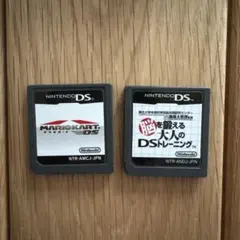 NINTENDO DS
MARIOKART
DS
Nintendo
NTR-AMCJ-JPN
NINTENDO DS
脳を鍛える
大人の
DSトレーニング
Nintendo
NTR-ANDJ-JPN